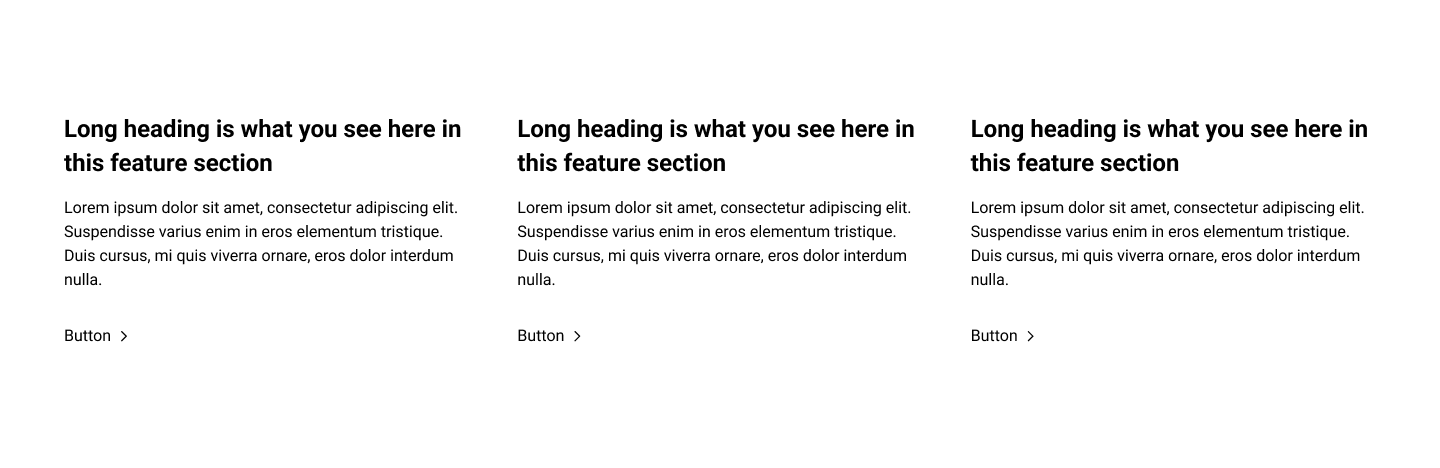 Long heading is what you see here in
this feature section
Lorem ipsum dolor sit amet, consectetur adipiscing elit.
Suspendisse varius enim in eros elementum tristique.
Duis cursus, mi quis viverra ornare, eros dolor interdum
nulla.
Button
Long heading is what you see here in
this feature section
Lorem ipsum dolor sit amet, consectetur adipiscing elit.
Suspendisse varius enim in eros elementum tristique.
Duis cursus, mi quis viverra ornare, eros dolor interdum
nulla.
Button
Long heading is what you see here in
this feature section
Lorem ipsum dolor sit amet, consectetur adipiscing elit.
Suspendisse varius enim in eros elementum tristique.
Duis cursus, mi quis viverra ornare, eros dolor interdum
nulla.
Button